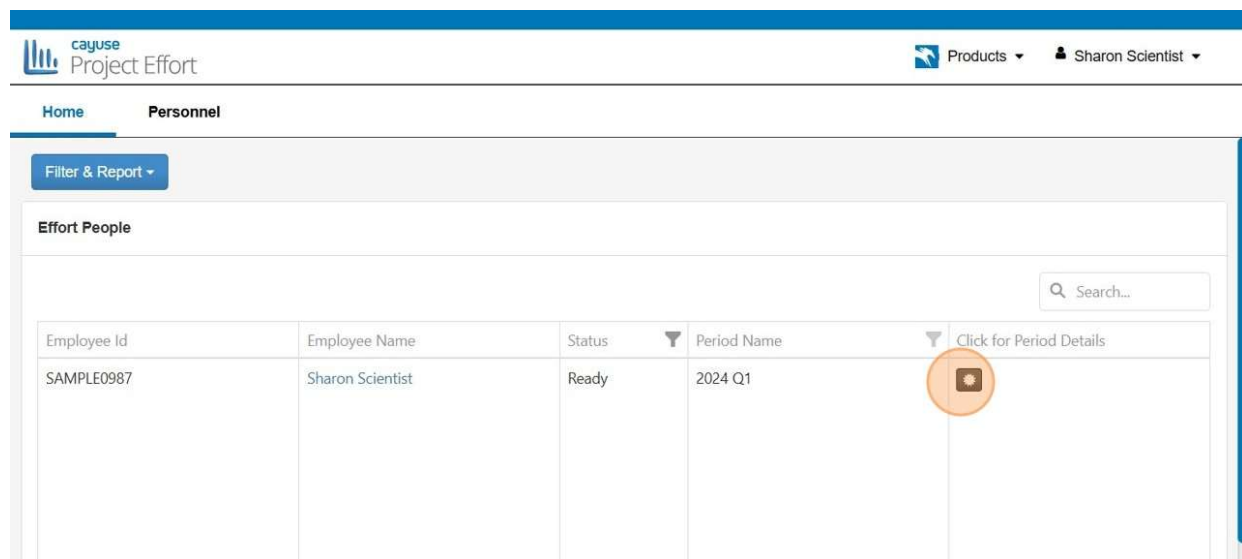 cayuse
Project Effort
Products
Sharon Scientist
Home Personnel
Filter & Report
Effort People
Search...
Employee Id Employee Name Status Period Name Click for Period Details
SAMPLE0987 Sharon Scientist Ready 2024 Q1